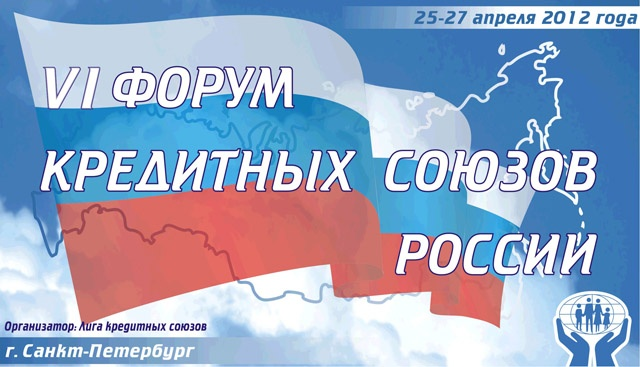 25-27 апреля 2012 года
VI ФОРУМ
КРЕДИТНЫХ СОЮЗОВ
РОССИИ
Организатор: Лига кредитных союзов
г. Санкт-Петербург